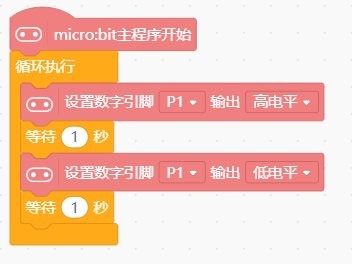 micro:bit主程序开始
循环执行
设置数字引脚 P1 输出 高电平
等待 1 秒
设置数字引脚 P1 输出 低电平
等待 1 秒